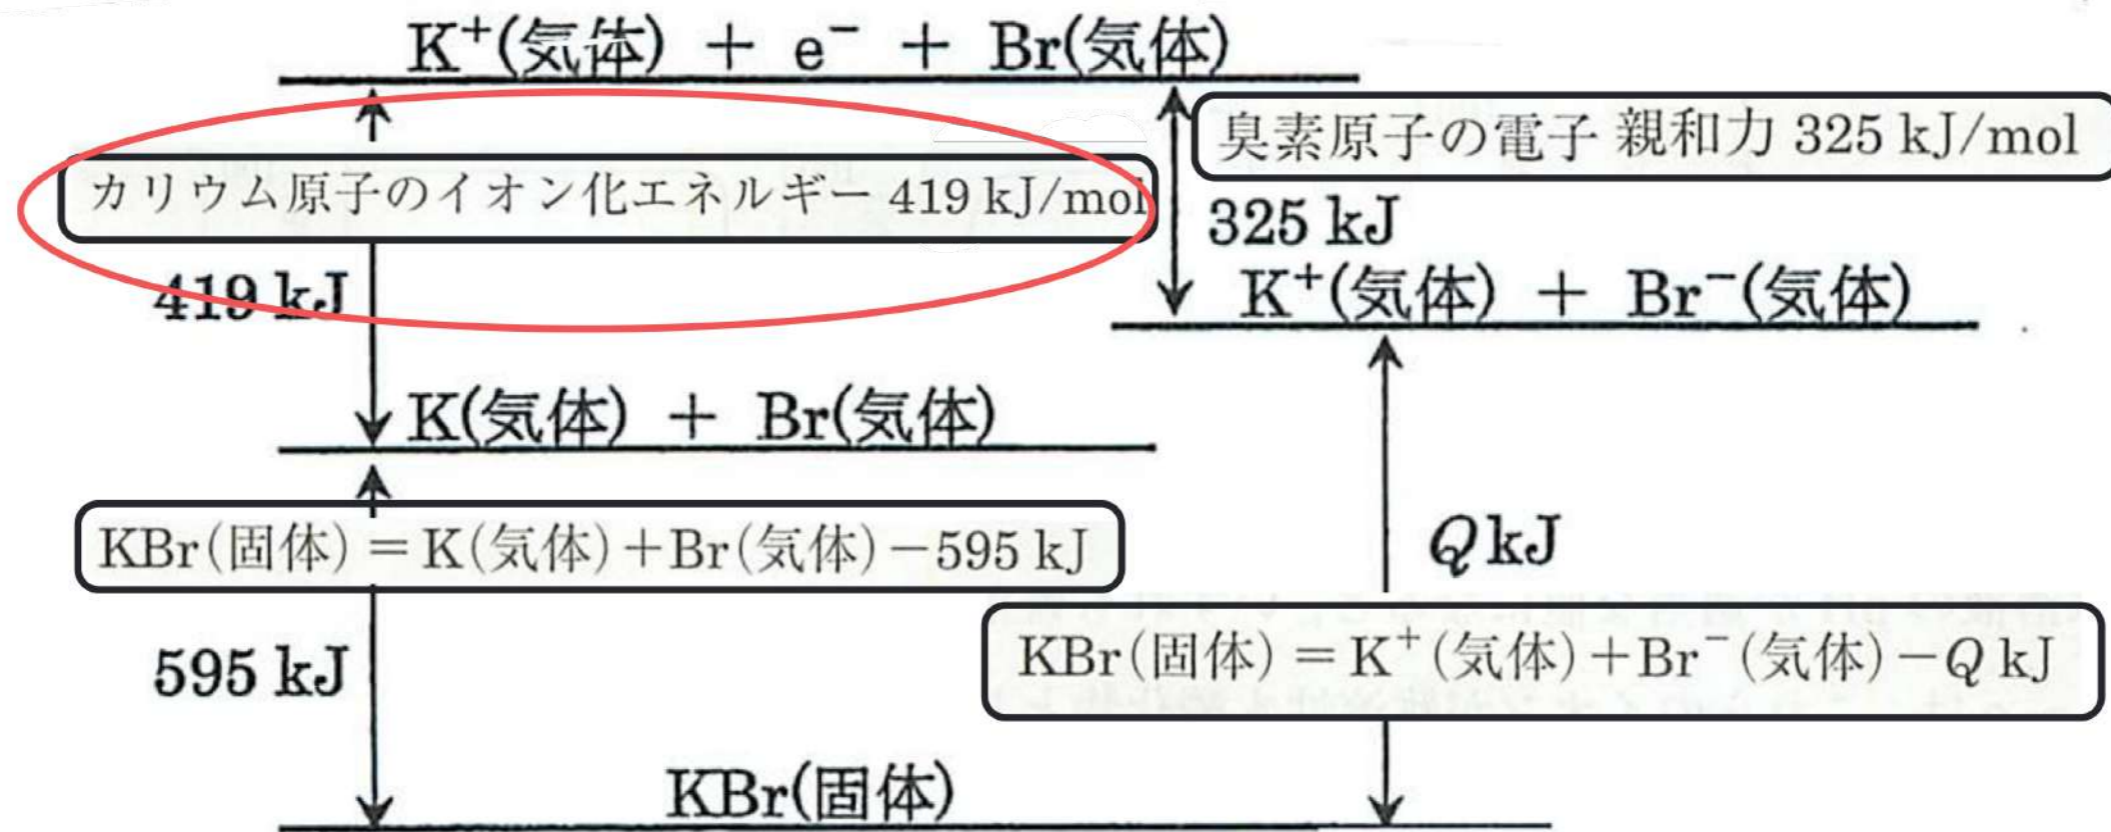 K⁺(気体) + e⁻ + Br(気体)
臭素原子の電子 親和力 325 kJ/mol
カリウム原子のイオン化エネルギー 419 kJ/mol
325 kJ
419 kJ
K⁺(気体) + Br⁻(気体)
K(気体) + Br(気体)
KBr(固体)=K(気体)+Br(気体)−595 kJ
Q kJ
595 kJ
KBr(固体)=K⁺(気体)+Br⁻(気体)−Q kJ
KBr(固体)